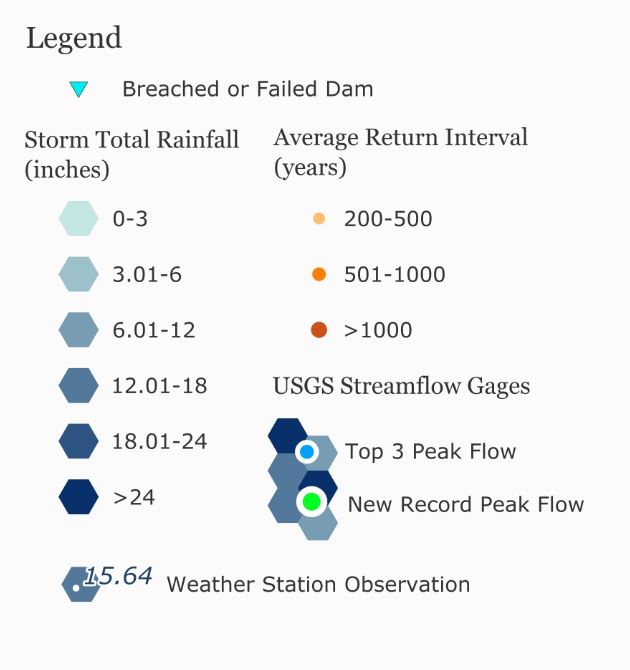 Legend
Breached or Failed Dam
Storm Total Rainfall
(inches)
0-3
3.01-6
6.01-12
12.01-18
18.01-24
>24
Average Return Interval
(years)
200-500
501-1000
>1000
USGS Streamflow Gages
Top 3 Peak Flow
New Record Peak Flow
15.64 Weather Station Observation